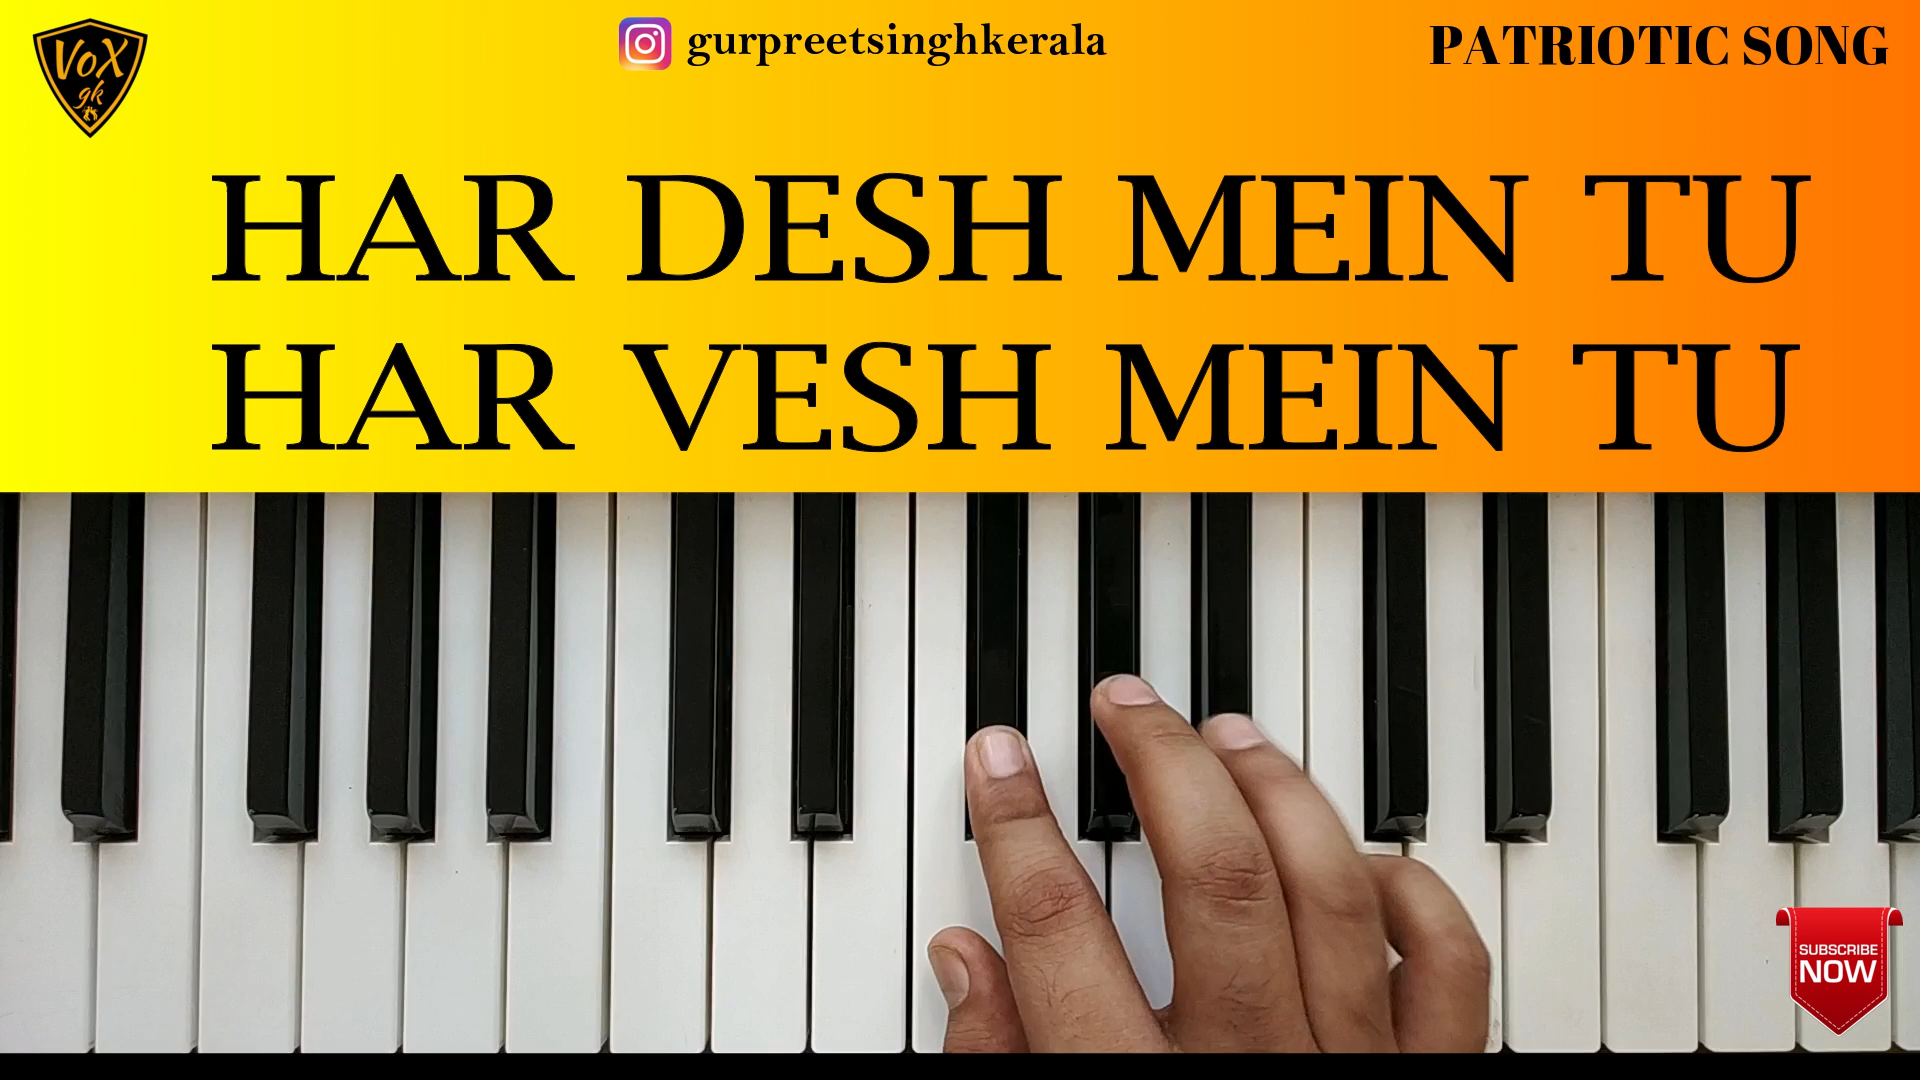 VoX
gk
gurpreetsinghkerala
PATRIOTIC SONG
HAR DESH MEIN TU
HAR VESH MEIN TU
SUBSCRIBE
NOW